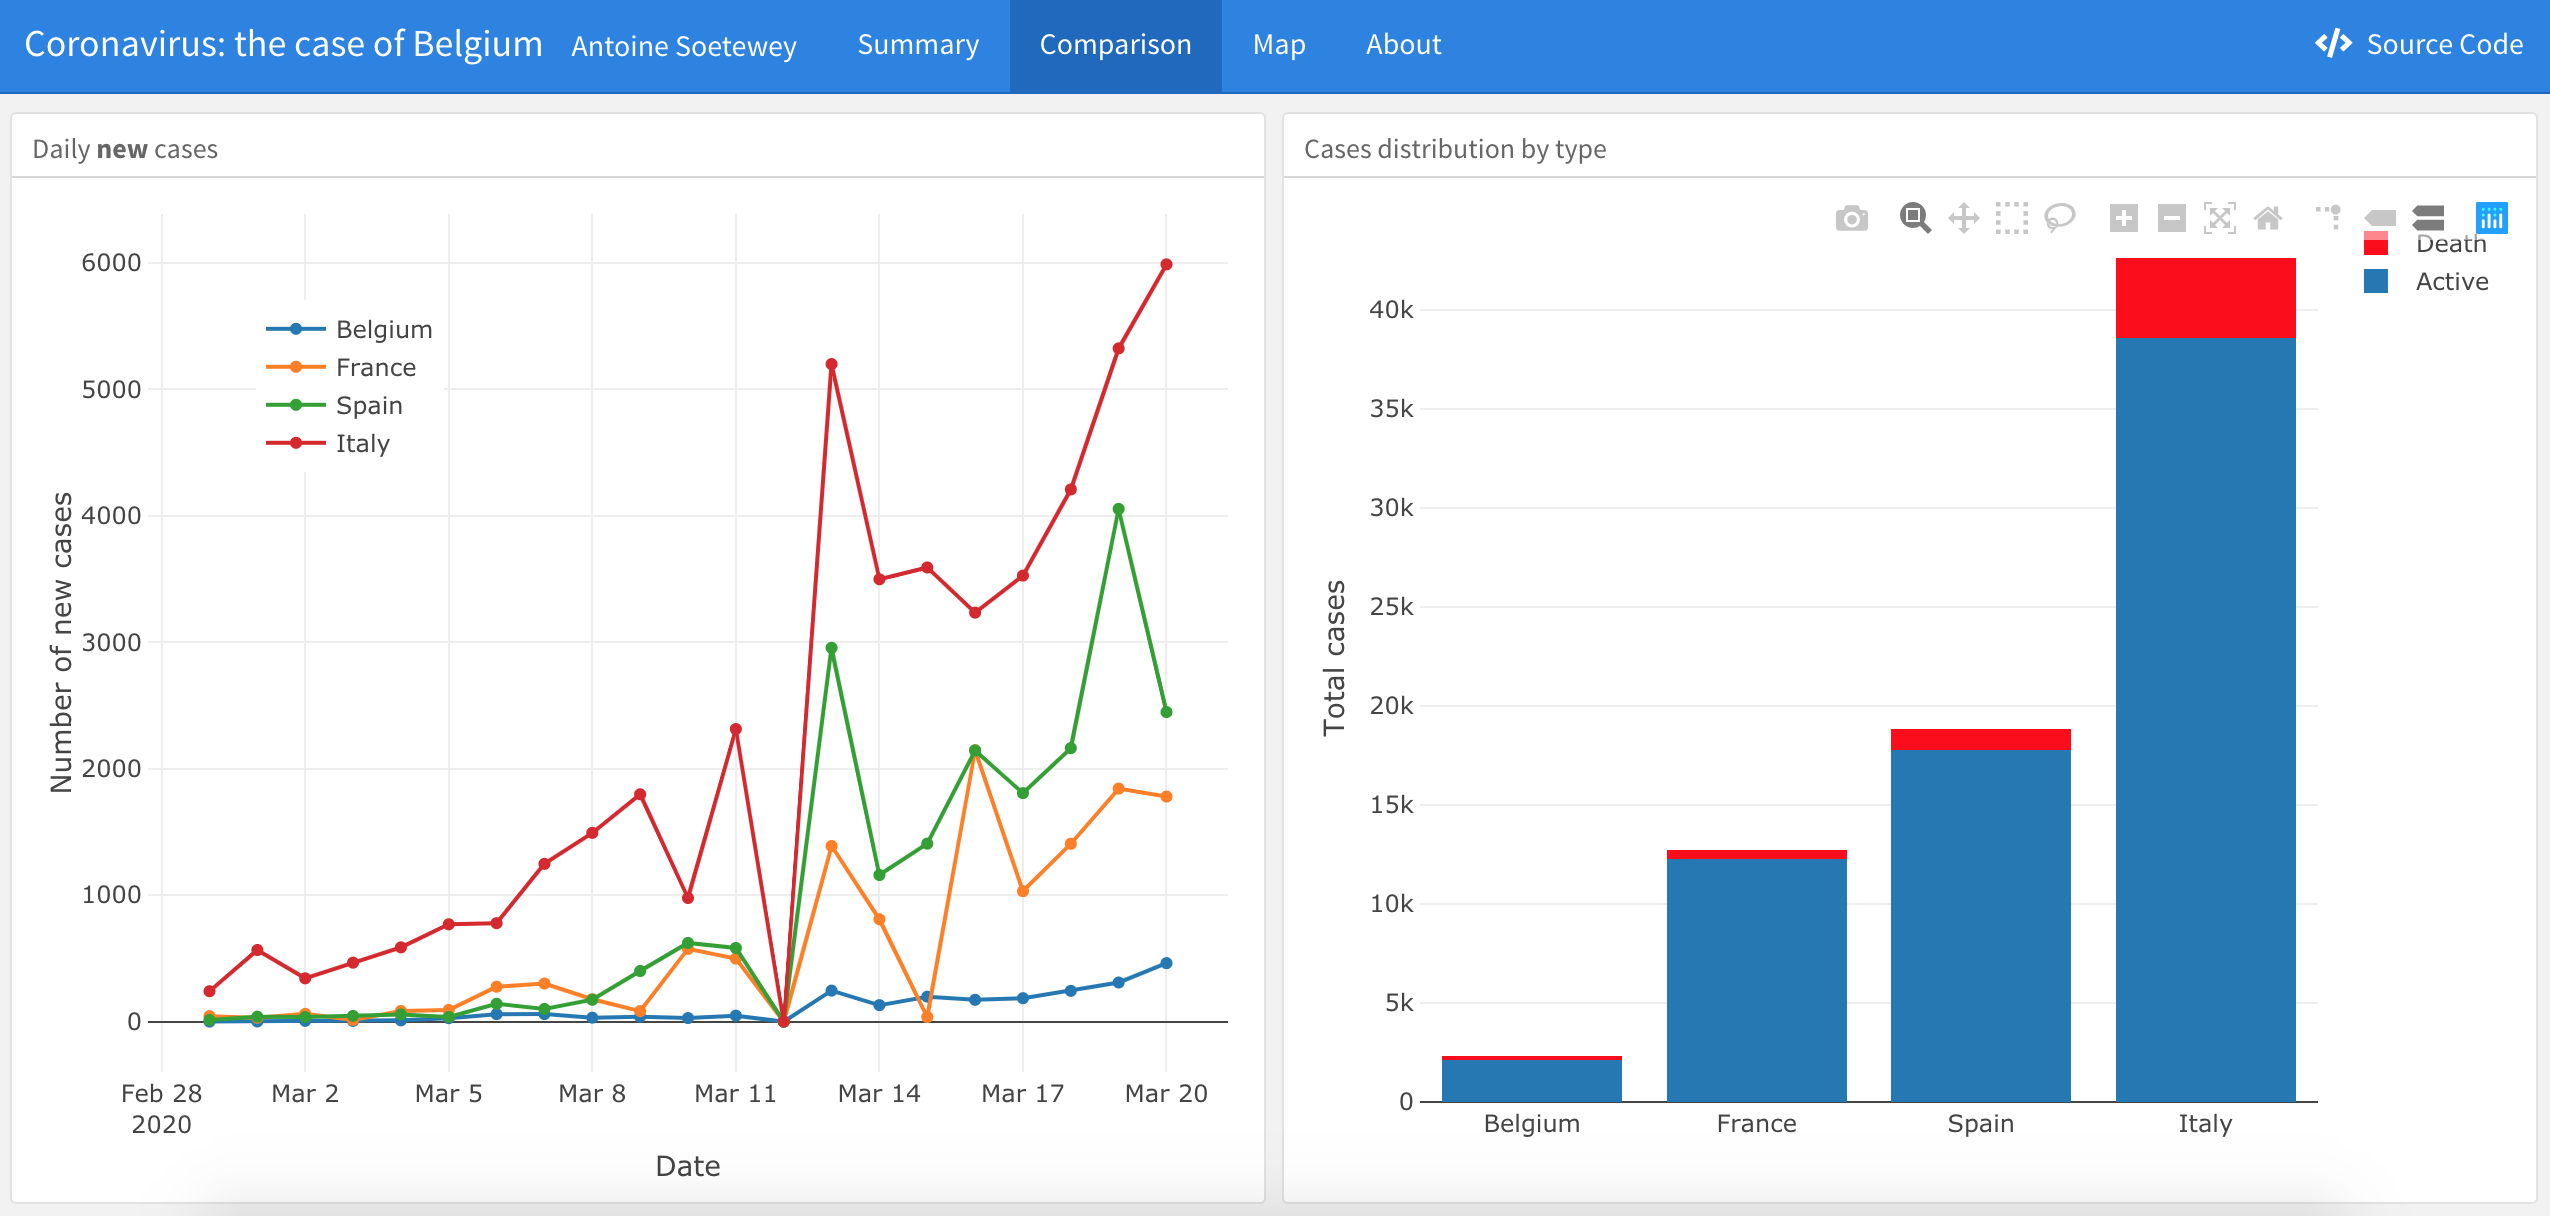 Coronavirus: the case of Belgium Antoine Soetewey Summary Comparison Map About Source Code
Daily new cases
6000
5000
4000
3000
2000
1000
0
Number of new cases
Belgium
France
Spain
Italy
Feb 28 Mar 2 Mar 5 Mar 8 Mar 11 Mar 14 Mar 17 Mar 20
2020
Date
Cases distribution by type
Death
Active
40k
35k
30k
25k
20k
15k
10k
5k
0
Total cases
Belgium France Spain Italy